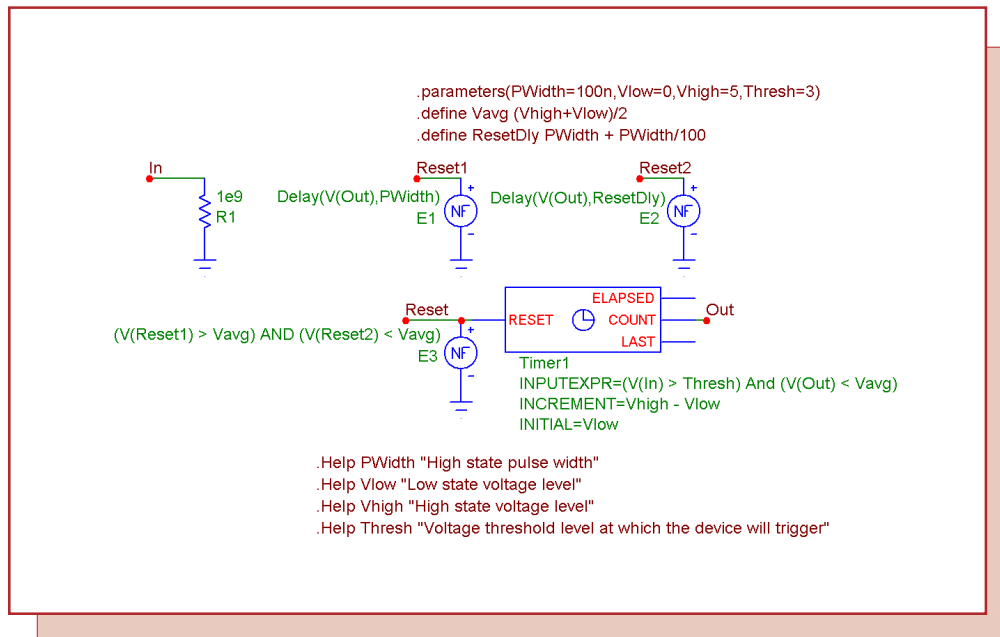 .parameters(PWidth=100n,Vlow=0,Vhigh=5,Thresh=3)
.define Vavg (Vhigh+Vlow)/2
.define ResetDly PWidth + PWidth/100
In
1e9
R1
Reset1
Delay(V(Out),PWidth)
E1
NF
+
-
Reset2
Delay(V(Out),ResetDly)
E2
NF
+
-
Reset
(V(Reset1) > Vavg) AND (V(Reset2) < Vavg)
E3
NF
+
-
RESET
ELAPSED
COUNT
LAST
Out
Timer1
INPUTEXPR=(V(In) > Thresh) And (V(Out) < Vavg)
INCREMENT=Vhigh - Vlow
INITIAL=Vlow
.Help PWidth "High state pulse width"
.Help Vlow "Low state voltage level"
.Help Vhigh "High state voltage level"
.Help Thresh "Voltage threshold level at which the device will trigger"